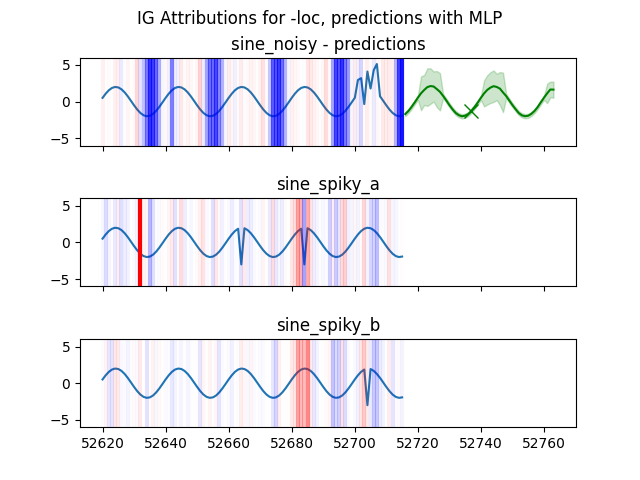 IG Attributions for -loc, predictions with MLP
sine_noisy - predictions
5
0
−5
sine_spiky_a
5
0
−5
sine_spiky_b
5
0
−5
52620 52640 52660 52680 52700 52720 52740 52760